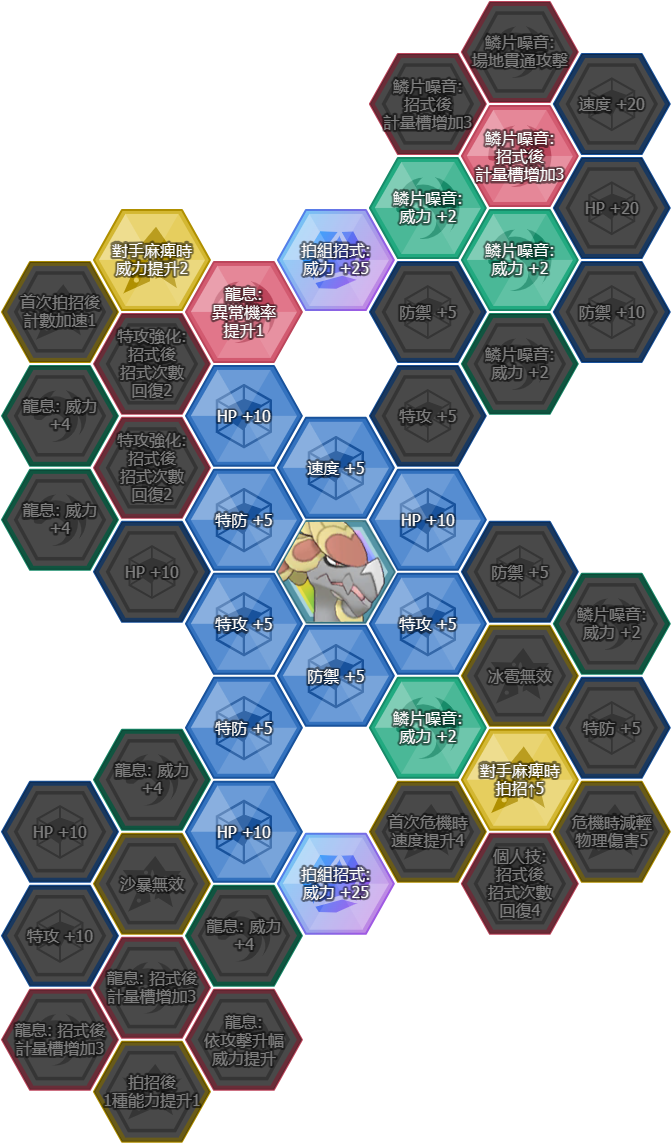 鱗片噪音:
場地貫通攻擊
鱗片噪音:
招式後
計量槽增加3
速度 +20
鱗片噪音:
招式後
計量槽增加3
鱗片噪音:
威力 +2
HP +20
對手麻痺時
威力提升2
拍組招式:
威力 +25
鱗片噪音:
威力 +2
首次拍招後
計數加速1
龍息:
異常機率
提升1
防禦 +5
防禦 +10
特攻強化:
招式後
招式次數
回復2
鱗片噪音:
威力 +2
龍息: 威力
+4
HP +10
特攻 +5
特攻強化:
招式後
招式次數
回復2
速度 +5
龍息: 威力
+4
特防 +5
HP +10
HP +10
防禦 +5
特攻 +5
特攻 +5
鱗片噪音:
威力 +2
防禦 +5
冰雹無效
特防 +5
鱗片噪音:
威力 +2
特防 +5
龍息: 威力
+4
對手麻痺時
拍招↑5
HP +10
HP +10
首次危機時
速度提升4
危機時減輕
物理傷害5
沙暴無效
拍組招式:
威力 +25
個人技:
招式後
招式次數
回復4
特攻 +10
龍息: 威力
+4
龍息: 招式後
計量槽增加3
龍息: 招式後
計量槽增加3
龍息:
依攻擊升幅
威力提升
拍招後
1種能力提升1